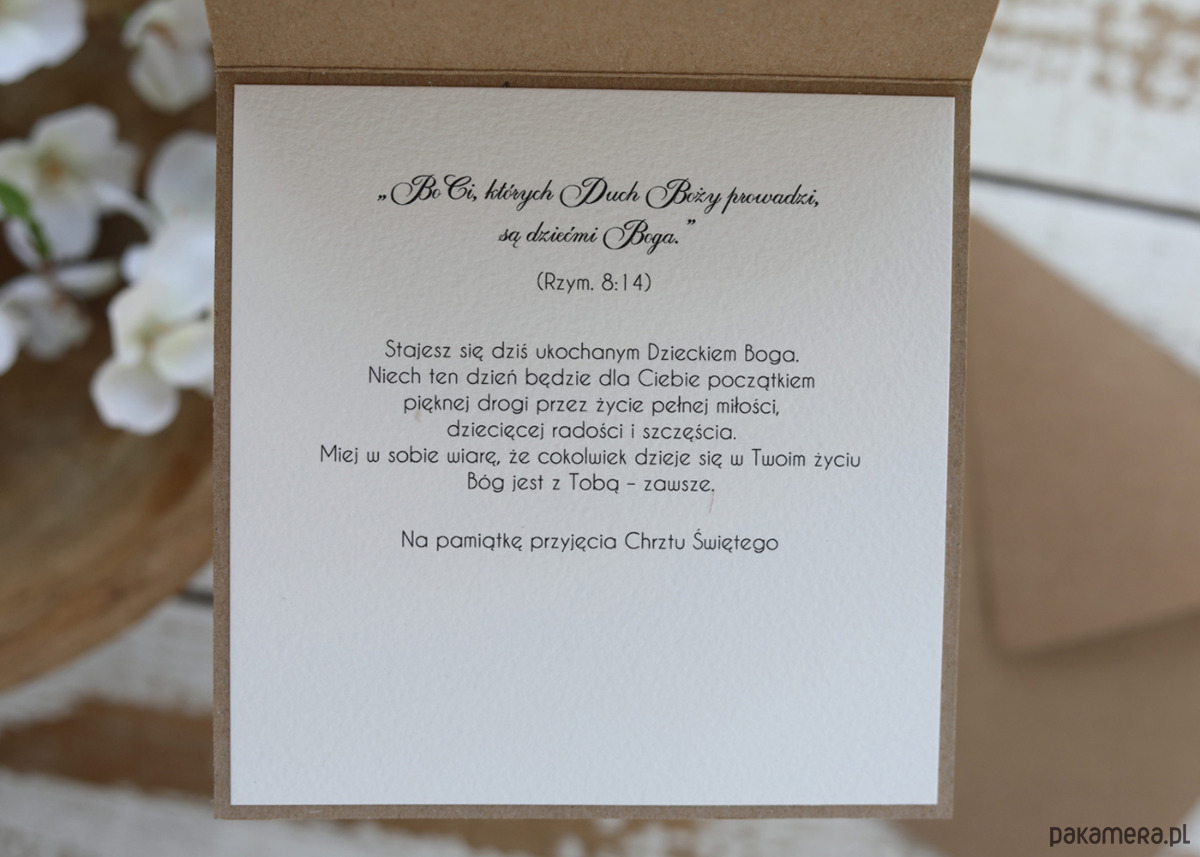 „Bo Ci, których Duch Boży prowadzi,
są dziećmi Boga.”
(Rzym. 8:14)
Stajesz się dziś ukochanym Dzieckiem Boga.
Niech ten dzień będzie dla Ciebie początkiem
pięknej drogi przez życie pełnej miłości,
dziecięcej radości i szczęścia.
Miej w sobie wiarę, że cokolwiek dzieje się w Twoim życiu
Bóg jest z Tobą – zawsze.
Na pamiątkę przyjęcia Chrztu Świętego
pakamera.pl